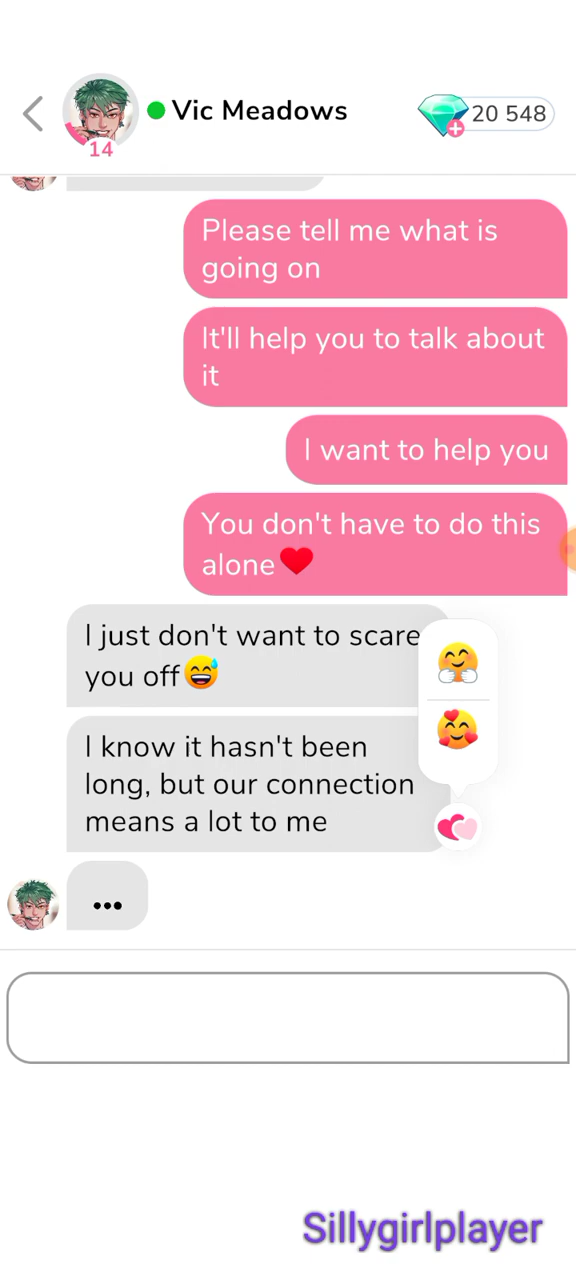 Vic Meadows
20 548
14
Please tell me what is
going on
It'll help you to talk about
it
I want to help you
You don't have to do this
alone❤️
I just don't want to scare
you off😅
I know it hasn't been
long, but our connection
means a lot to me
...
Sillygirlplayer